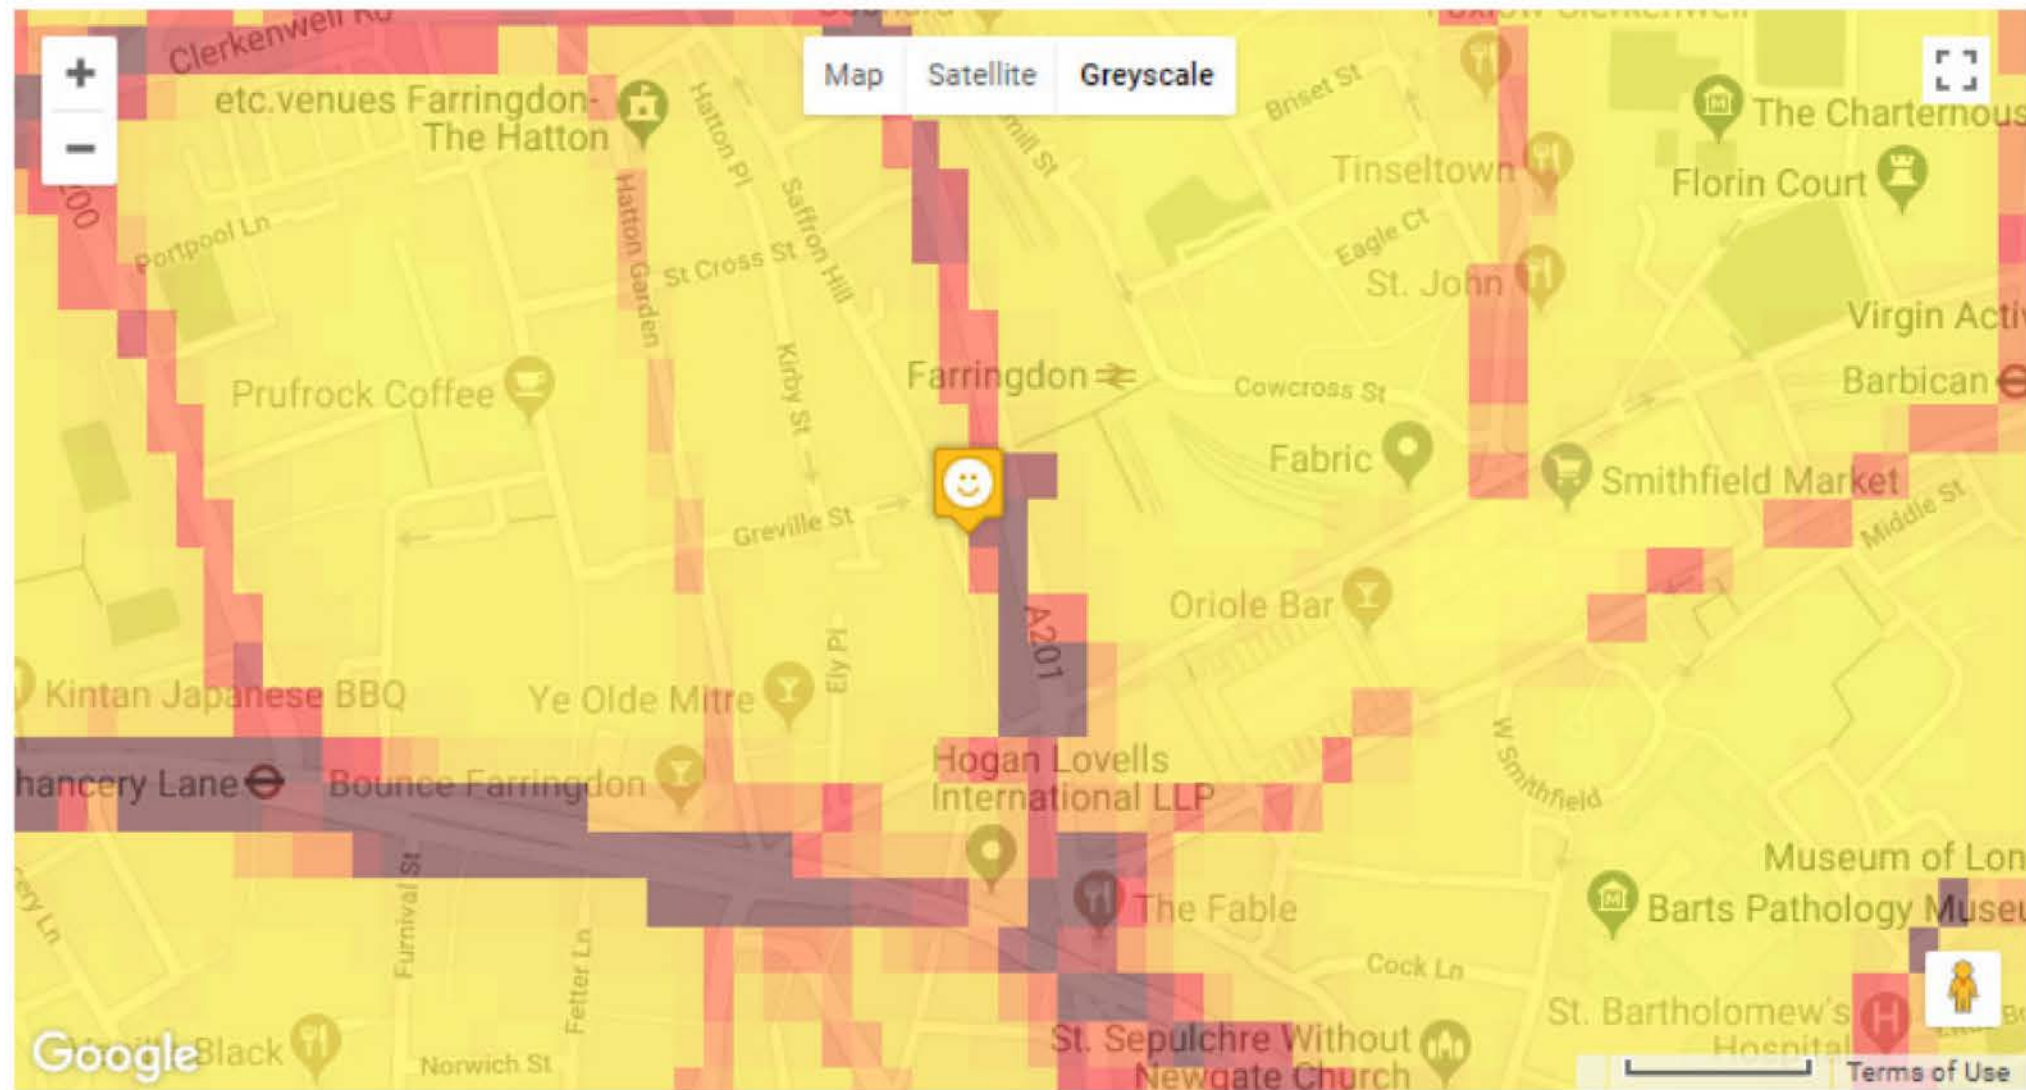 Clerkenwell Rd
Map
Satellite
Greyscale
etc.venues Farringdon-
The Hatton
Hatton Pl
Briset St
The Charterhous
Tinseltown
Florin Court
Hatton Garden
Saffron Hill
Portpool Ln
St Cross St
Eagle Ct
St. John
Virgin Activ
Farringdon
Kirby St
Prufrock Coffee
Cowcross St
Barbican
Fabric
Smithfield Market
Middle St
Greville St
Oriole Bar
A201
Ely Pl
Kintan Japanese BBQ
Ye Olde Mitre
W Smithfield
hancery Lane
Bounce Farringdon
Hogan Lovells
International LLP
Museum of Lon
Furnival St
The Fable
Barts Pathology Museu
Fetter Ln
Cock Ln
St. Bartholomew's
Hospital
Google
Black
Norwich St
St. Sepulchre Without
Newgate Church
Terms of Use